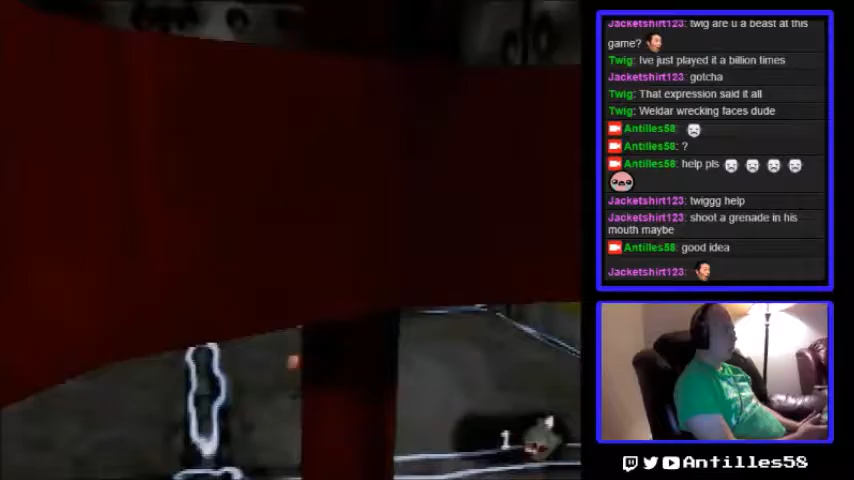 Jacketshirt123: twig are u a beast at this
game?
Twig: Ive just played it a billion times
Jacketshirt123: gotcha
Twig: That expression said it all
Twig: Weldar wrecking faces dude
Antilles58:
Antilles58: ?
Antilles58: help pls
Jacketshirt123: twiggg help
Jacketshirt123: shoot a grenade in his
mouth maybe
Antilles58: good idea
Jacketshirt123:
1
Antilles58